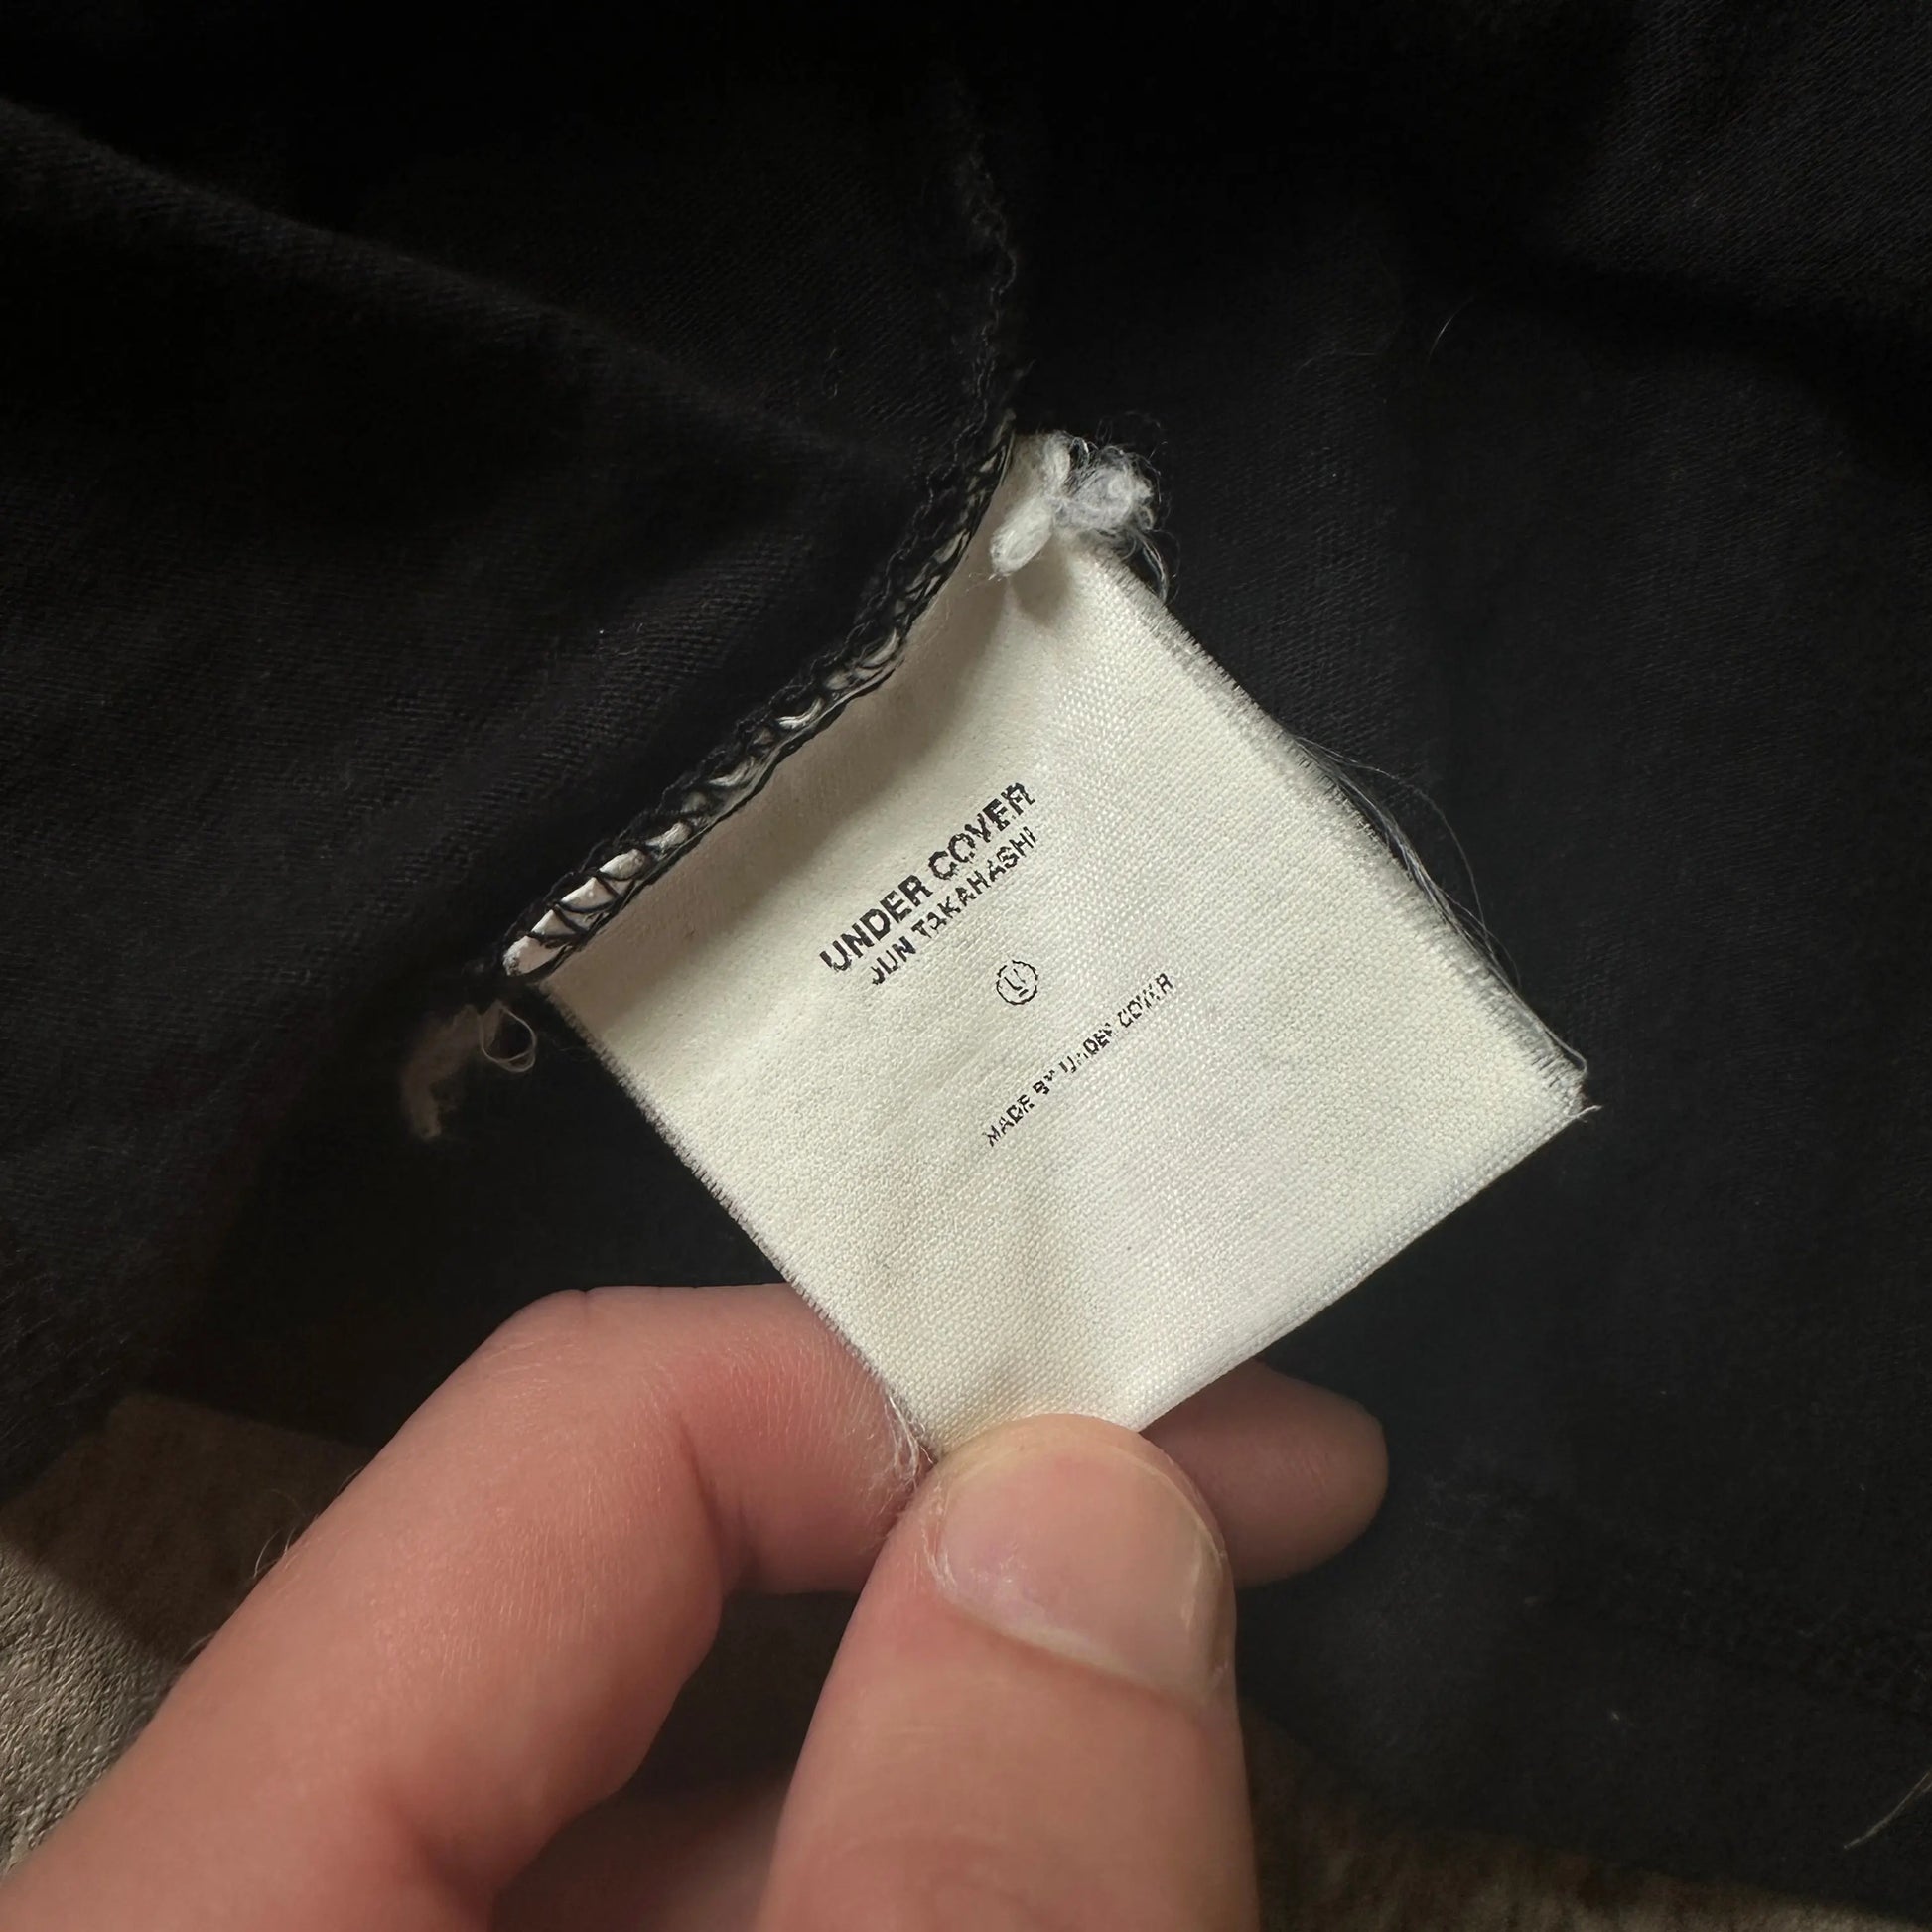 UNDER COVER
JUN TAKAHASHI
U
MADE BY UNDER COVER